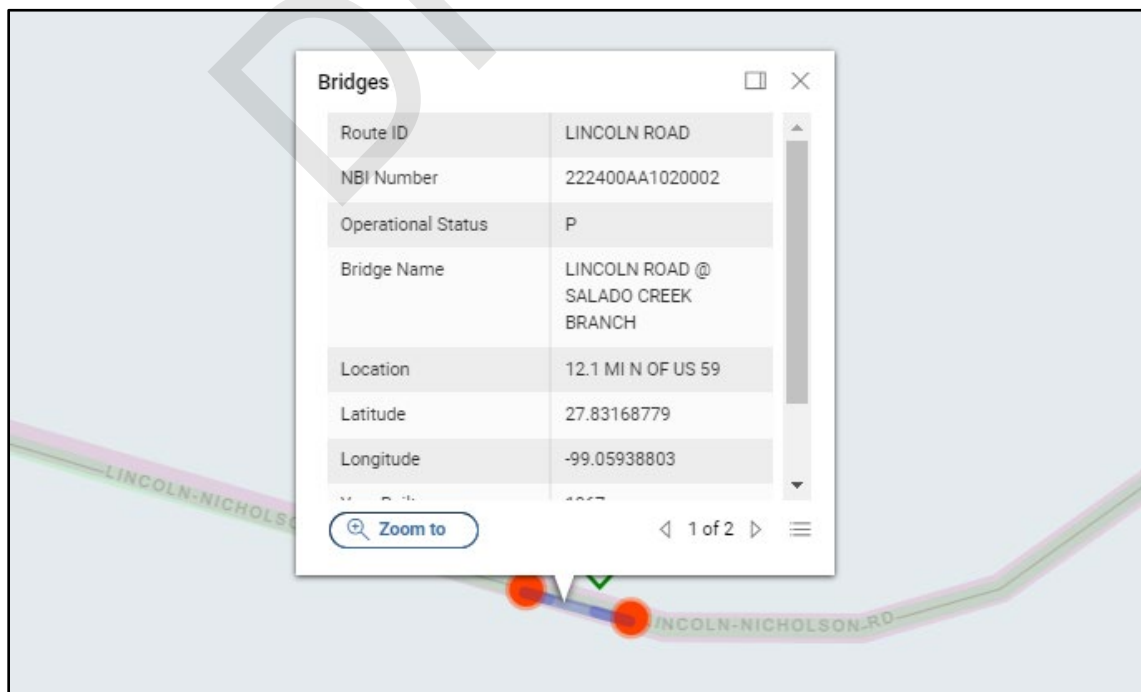 Bridges
Route ID LINCOLN ROAD
NBI Number 222400AA1020002
Operational Status P
Bridge Name LINCOLN ROAD @
SALADO CREEK
BRANCH
Location 12.1 MI N OF US 59
Latitude 27.83168779
Longitude -99.05938803
Zoom to 1 of 2
LINCOLN-NICHOLSO
INCOLN-NICHOLSON-RD